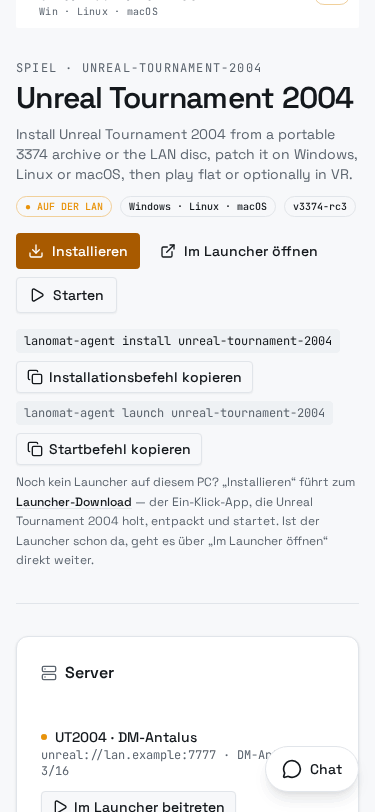 Win · Linux · macOS
SPIEL · UNREAL-TOURNAMENT-2004
Unreal Tournament 2004
Install Unreal Tournament 2004 from a portable
3374 archive or the LAN disc, patch it on Windows,
Linux or macOS, then play flat or optionally in VR.
AUF DER LAN
Windows · Linux · macOS
v3374-rc3
Installieren
Im Launcher öffnen
Starten
lanomat-agent install unreal-tournament-2004
Installationsbefehl kopieren
lanomat-agent launch unreal-tournament-2004
Startbefehl kopieren
Noch kein Launcher auf diesem PC? „Installieren“ führt zum
Launcher-Download — der Ein-Klick-App, die Unreal
Tournament 2004 holt, entpackt und startet. Ist der
Launcher schon da, geht es über „Im Launcher öffnen“
direkt weiter.
Server
UT2004 · DM-Antalus
unreal://lan.example:7777 ·
3/16
Im Launcher beitreten
Chat